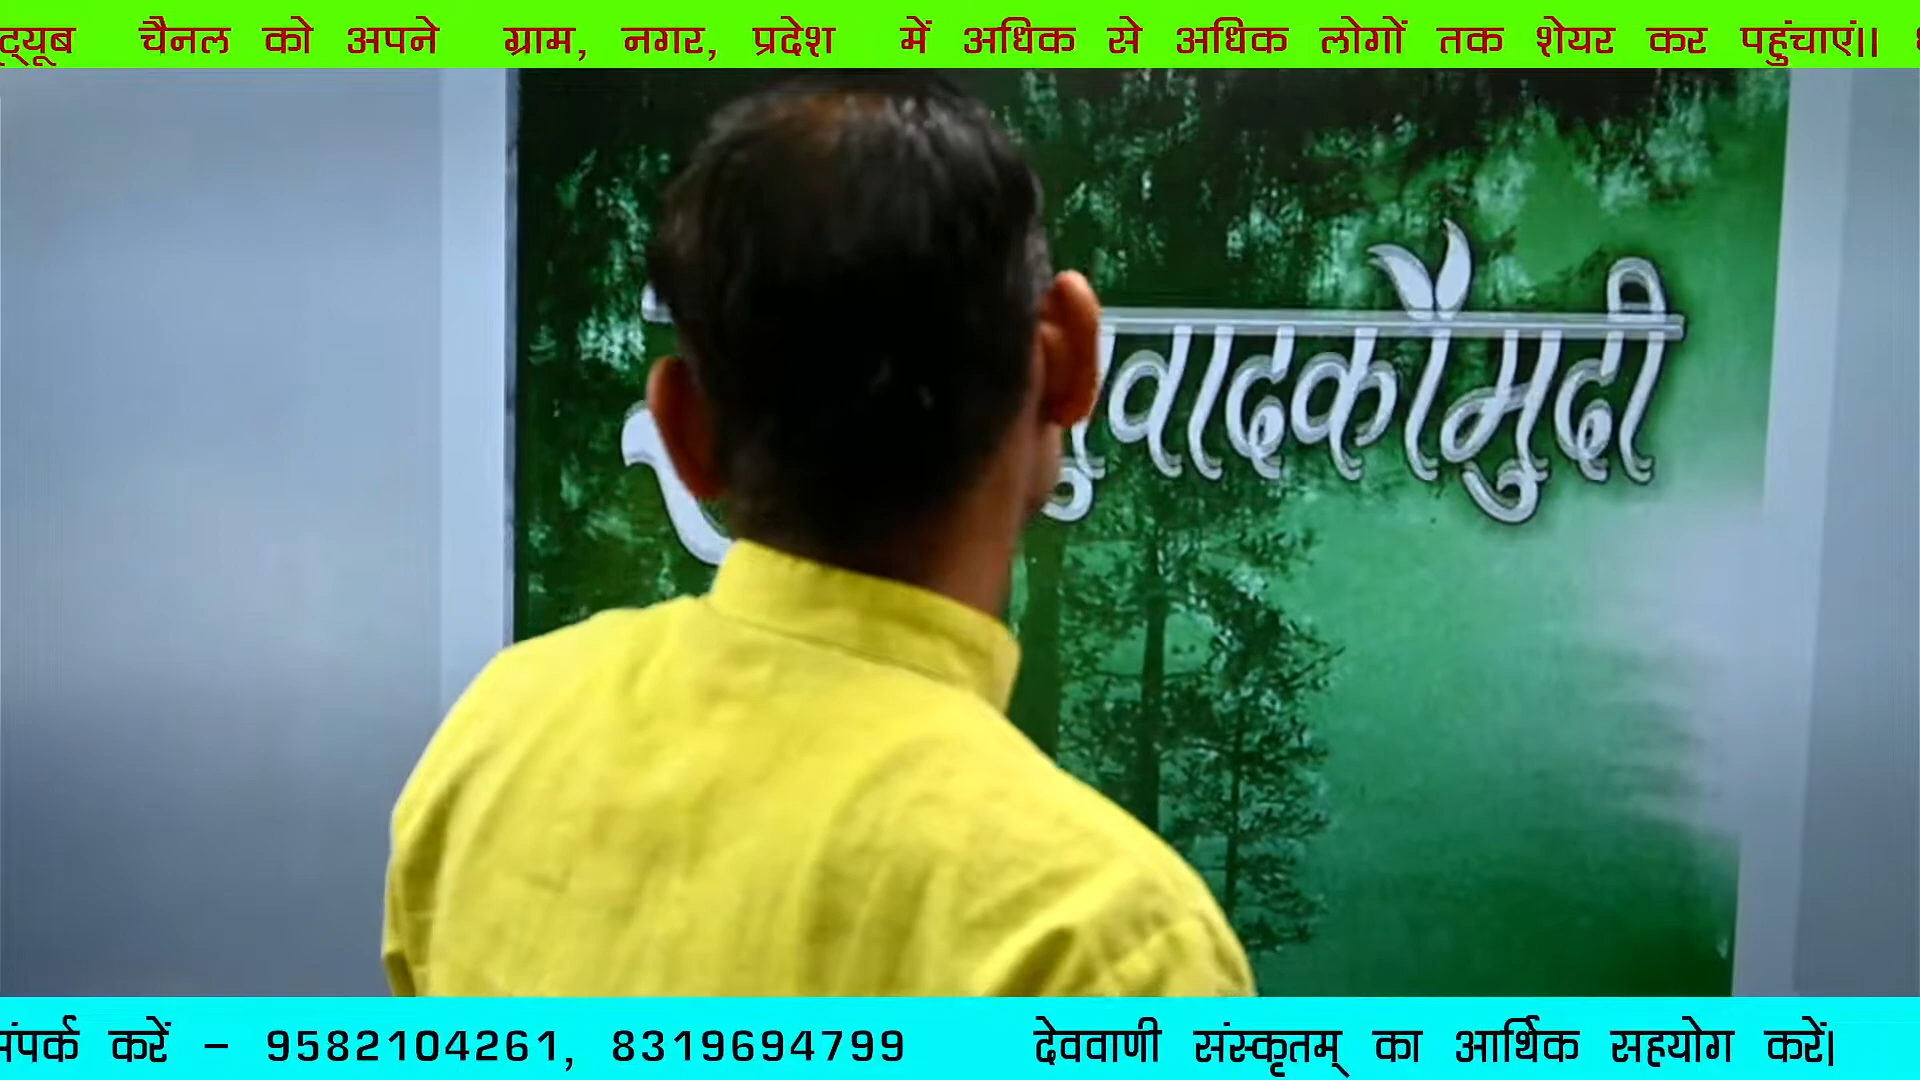 चैनल को अपने ग्राम, नगर, प्रदेश में अधिक से अधिक लोगों तक शेयर कर पहुंचाएं||
वादकौमुदी
संपर्क करें - 9582104261, 8319694799 देववाणी संस्कृतम् का आर्थिक सहयोग करें|